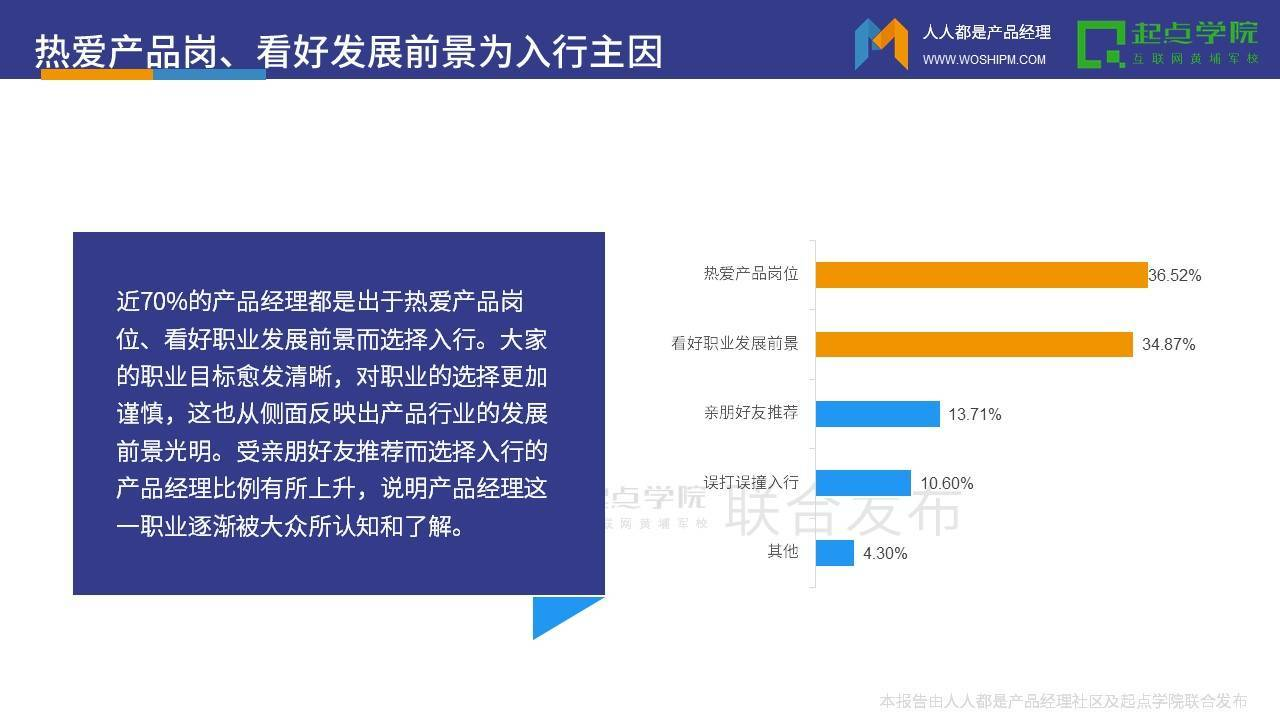 热爱产品岗、看好发展前景为入行主因
人人都是产品经理
WWW.WOSHIPM.COM
起点学院
互联网黄埔军校
近70%的产品经理都是出于热爱产品岗
位、看好职业发展前景而选择入行。大家
的职业目标愈发清晰，对职业的选择更加
谨慎，这也从侧面反映出产品行业的发展
前景光明。受亲朋好友推荐而选择入行的
产品经理比例有所上升，说明产品经理这
一职业逐渐被大众所认知和了解。
热爱产品岗位 36.52%
看好职业发展前景 34.87%
亲朋好友推荐 13.71%
误打误撞入行 10.60%
其他 4.30%
点学院 联合发布
联网黄埔军校
本报告由人人都是产品经理社区及起点学院联合发布